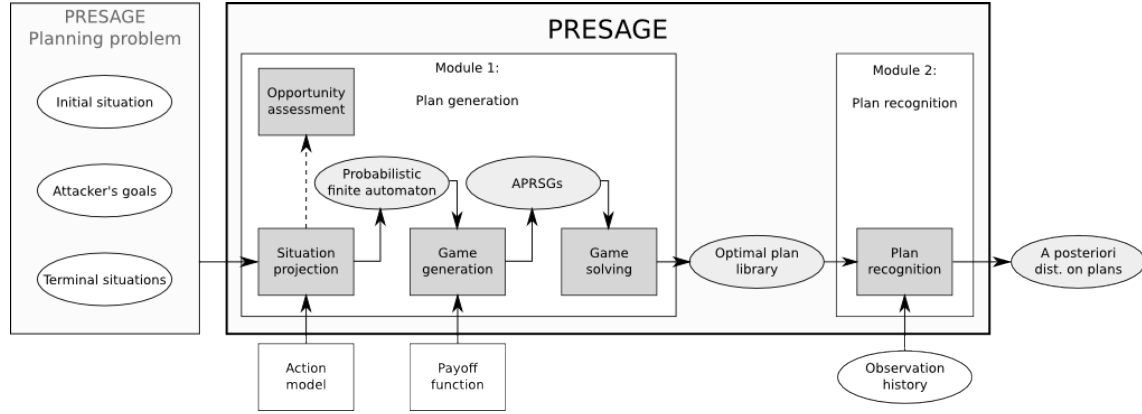 PRESAGE
Planning problem
Initial situation
Attacker's goals
Terminal situations
PRESAGE
Module 1:
Plan generation
Opportunity
assessment
Probabilistic
finite automaton
APRSGs
Situation
projection
Game
generation
Game
solving
Optimal plan
library
Module 2:
Plan recognition
Plan
recognition
A posteriori
dist. on plans
Action
model
Payoff
function
Observation
history